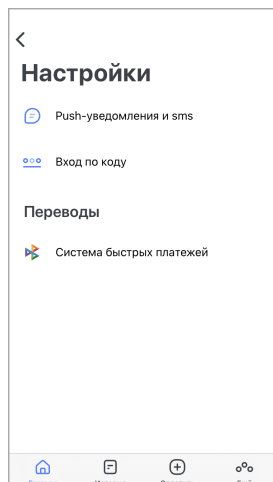 Настройки
Push-уведомления и sms
Вход по коду
Переводы
Система быстрых платежей